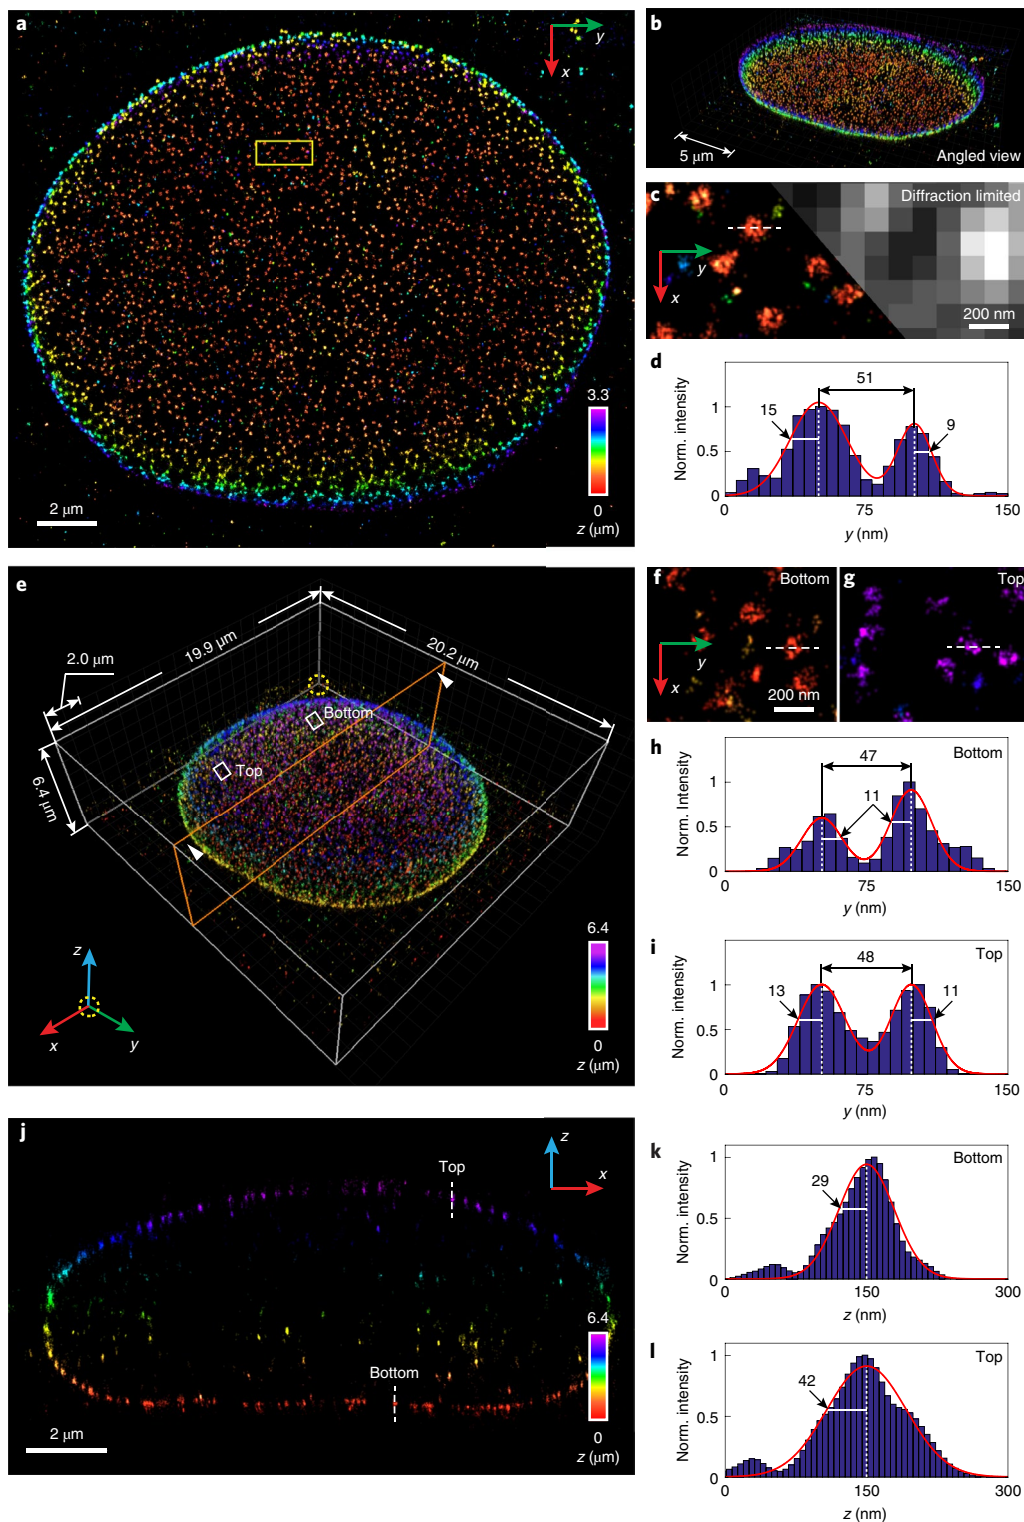 a
y
x
3.3
0
z (μm)
2 μm
b
5 μm
Angled view
c
Diffraction limited
y
x
200 nm
d
51
15
9
1
0.5
0
Norm. intensity
0
75
150
y (nm)
e
19.9 μm
20.2 μm
2.0 μm
6.4 μm
Bottom
Top
z
x
y
6.4
0
z (μm)
f
Bottom
y
x
200 nm
g
Top
h
Bottom
47
11
1
0.5
0
Norm. Intensity
0
75
150
y (nm)
i
Top
48
13
11
1
0.5
0
Norm. intensity
0
75
150
y (nm)
j
z
x
Top
Bottom
6.4
0
z (μm)
2 μm
k
Bottom
29
1
0.5
0
Norm. intensity
0
150
300
z (nm)
l
Top
42
1
0.5
0
Norm. intensity
0
150
300
z (nm)